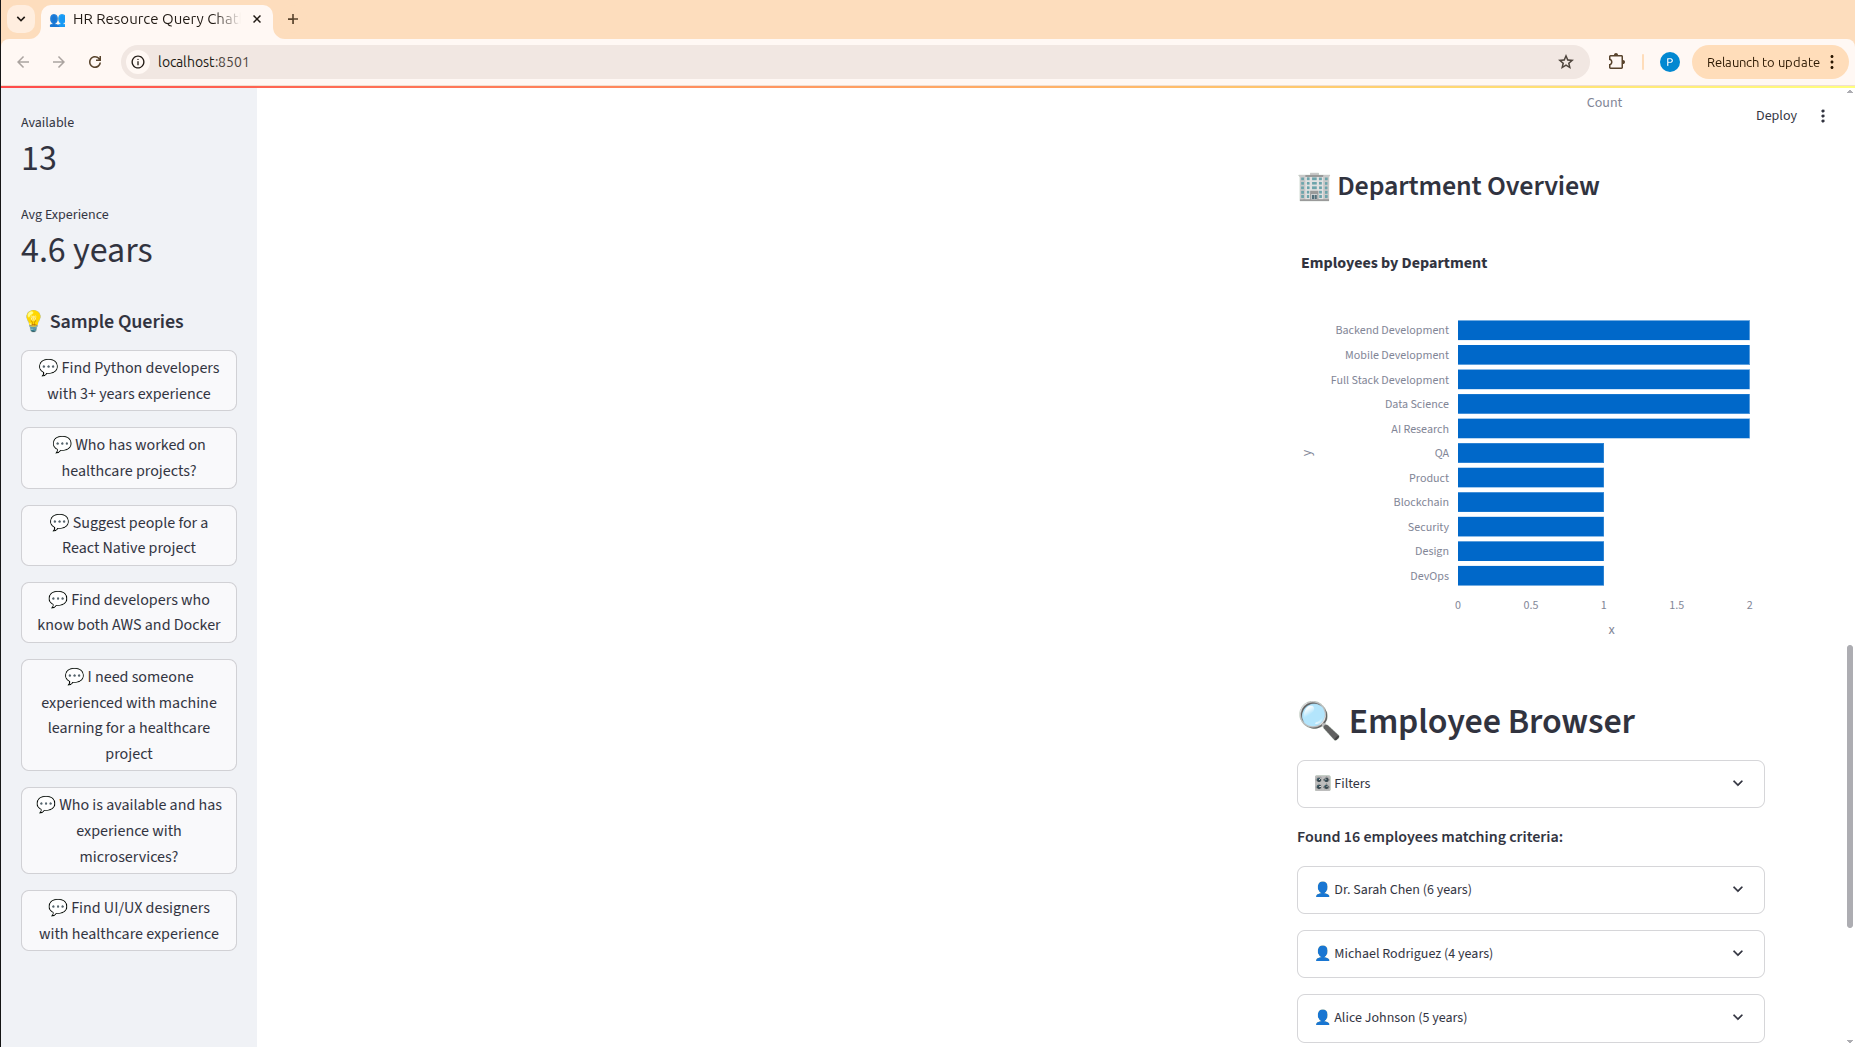 HR Resource Query Chat
localhost:8501
P
Relaunch to update
Available
13
Avg Experience
4.6 years
💡 Sample Queries
💬 Find Python developers
with 3+ years experience
💬 Who has worked on
healthcare projects?
💬 Suggest people for a
React Native project
💬 Find developers who
know both AWS and Docker
💬 I need someone
experienced with machine
learning for a healthcare
project
💬 Who is available and has
experience with
microservices?
💬 Find UI/UX designers
with healthcare experience
Count
Deploy
🏢 Department Overview
Employees by Department
Backend Development
Mobile Development
Full Stack Development
Data Science
AI Research
y
QA
Product
Blockchain
Security
Design
DevOps
0 0.5 1 1.5 2
x
🔍 Employee Browser
🎛️ Filters
Found 16 employees matching criteria:
👤 Dr. Sarah Chen (6 years)
👤 Michael Rodriguez (4 years)
👤 Alice Johnson (5 years)